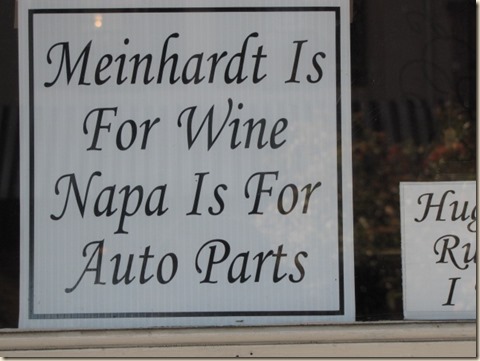 Meinhardt Is
For Wine
Napa Is For
Auto Parts
I